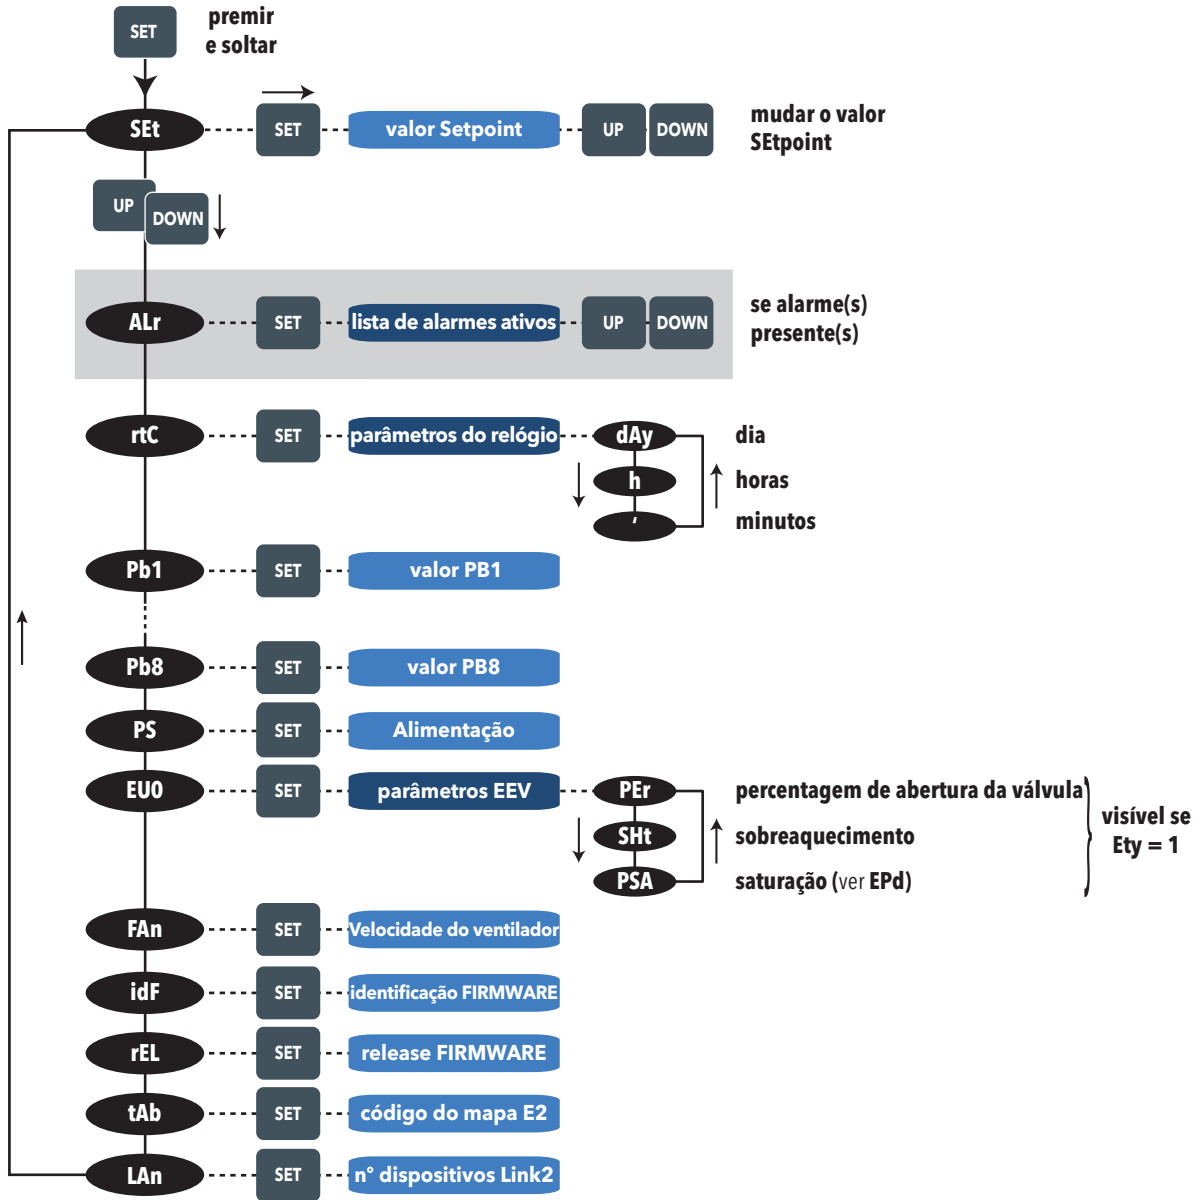 SET
premir
e soltar
SEt
SET
valor Setpoint
UP
DOWN
mudar o valor
SEtpoint
UP
DOWN
ALr
SET
lista de alarmes ativos
UP
DOWN
se alarme(s)
presente(s)
rtC
SET
parâmetros do relógio
dAy
dia
h
horas
'
minutos
Pb1
SET
valor PB1
Pb8
SET
valor PB8
PS
SET
Alimentação
EU0
SET
parâmetros EEV
PEr
percentagem de abertura da válvula
SHt
sobreaquecimento
PSA
saturação (ver EPd)
visível se
Ety = 1
FAn
SET
Velocidade do ventilador
idF
SET
identificação FIRMWARE
rEL
SET
release FIRMWARE
tAb
SET
código do mapa E2
LAn
SET
n° dispositivos Link2